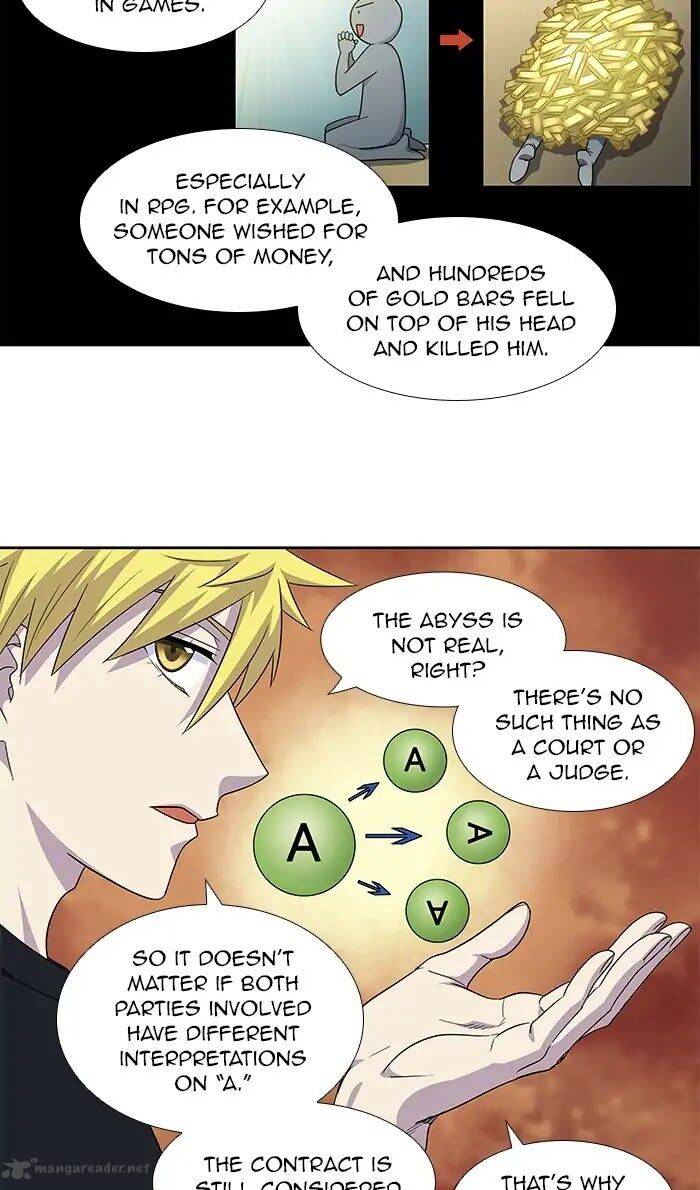 IN GAMES.
ESPECIALLY
IN RPG. FOR EXAMPLE,
SOMEONE WISHED FOR
TONS OF MONEY,
AND HUNDREDS
OF GOLD BARS FELL
ON TOP OF HIS HEAD
AND KILLED HIM.
THE ABYSS IS
NOT REAL,
RIGHT?
THERE'S NO
SUCH THING AS
A COURT OR
A JUDGE.
A
A
A
A
SO IT DOESN'T
MATTER IF BOTH
PARTIES INVOLVED
HAVE DIFFERENT
INTERPRETATIONS
ON "A."
THE CONTRACT IS
STILL CONSIDERED
THAT'S WHY
mangareader.net